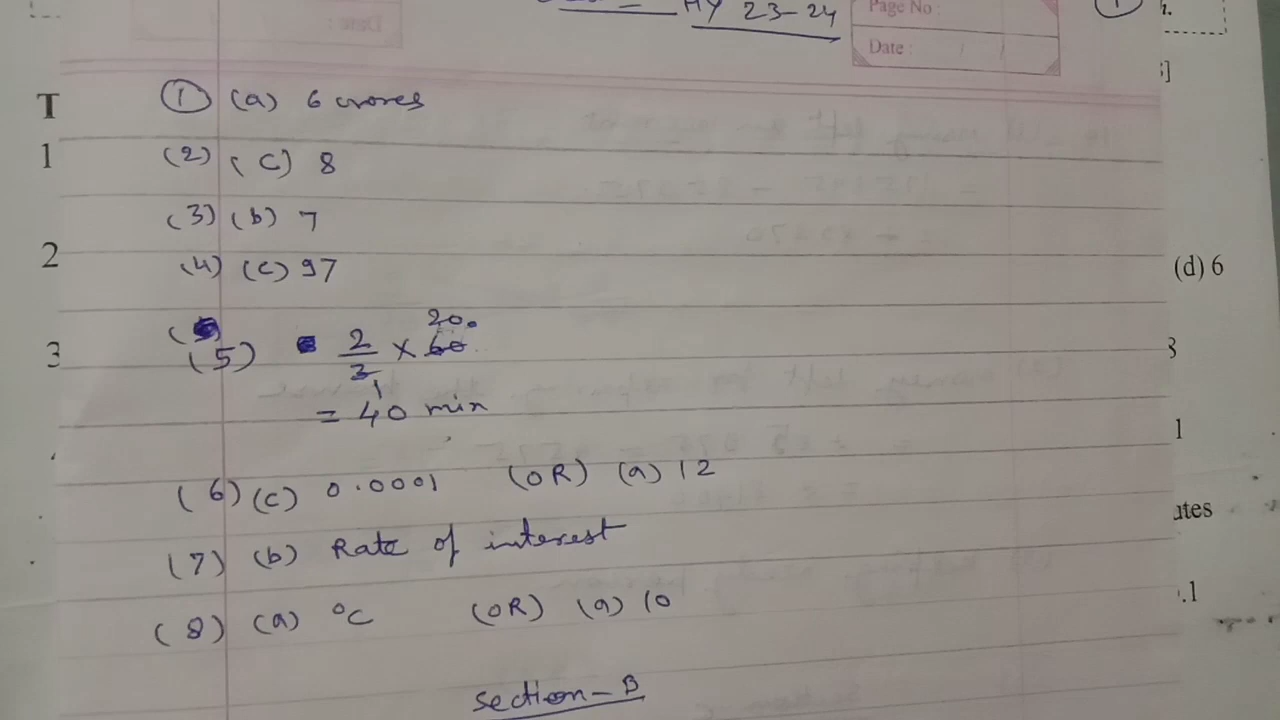 HY 23-24
Page No :
Date :
T
① (a) 6 crores
1
(2) (c) 8
(3) (b) 7
2
(4) (c) 97
(d) 6
3
(5) 2/3 × 60 20
= 40 min
(6) (c) 0.0001 (OR) (a) 12
(7) (b) Rate of interest
utes
(8) (a) °C (OR) (a) 10
.1
Section - B